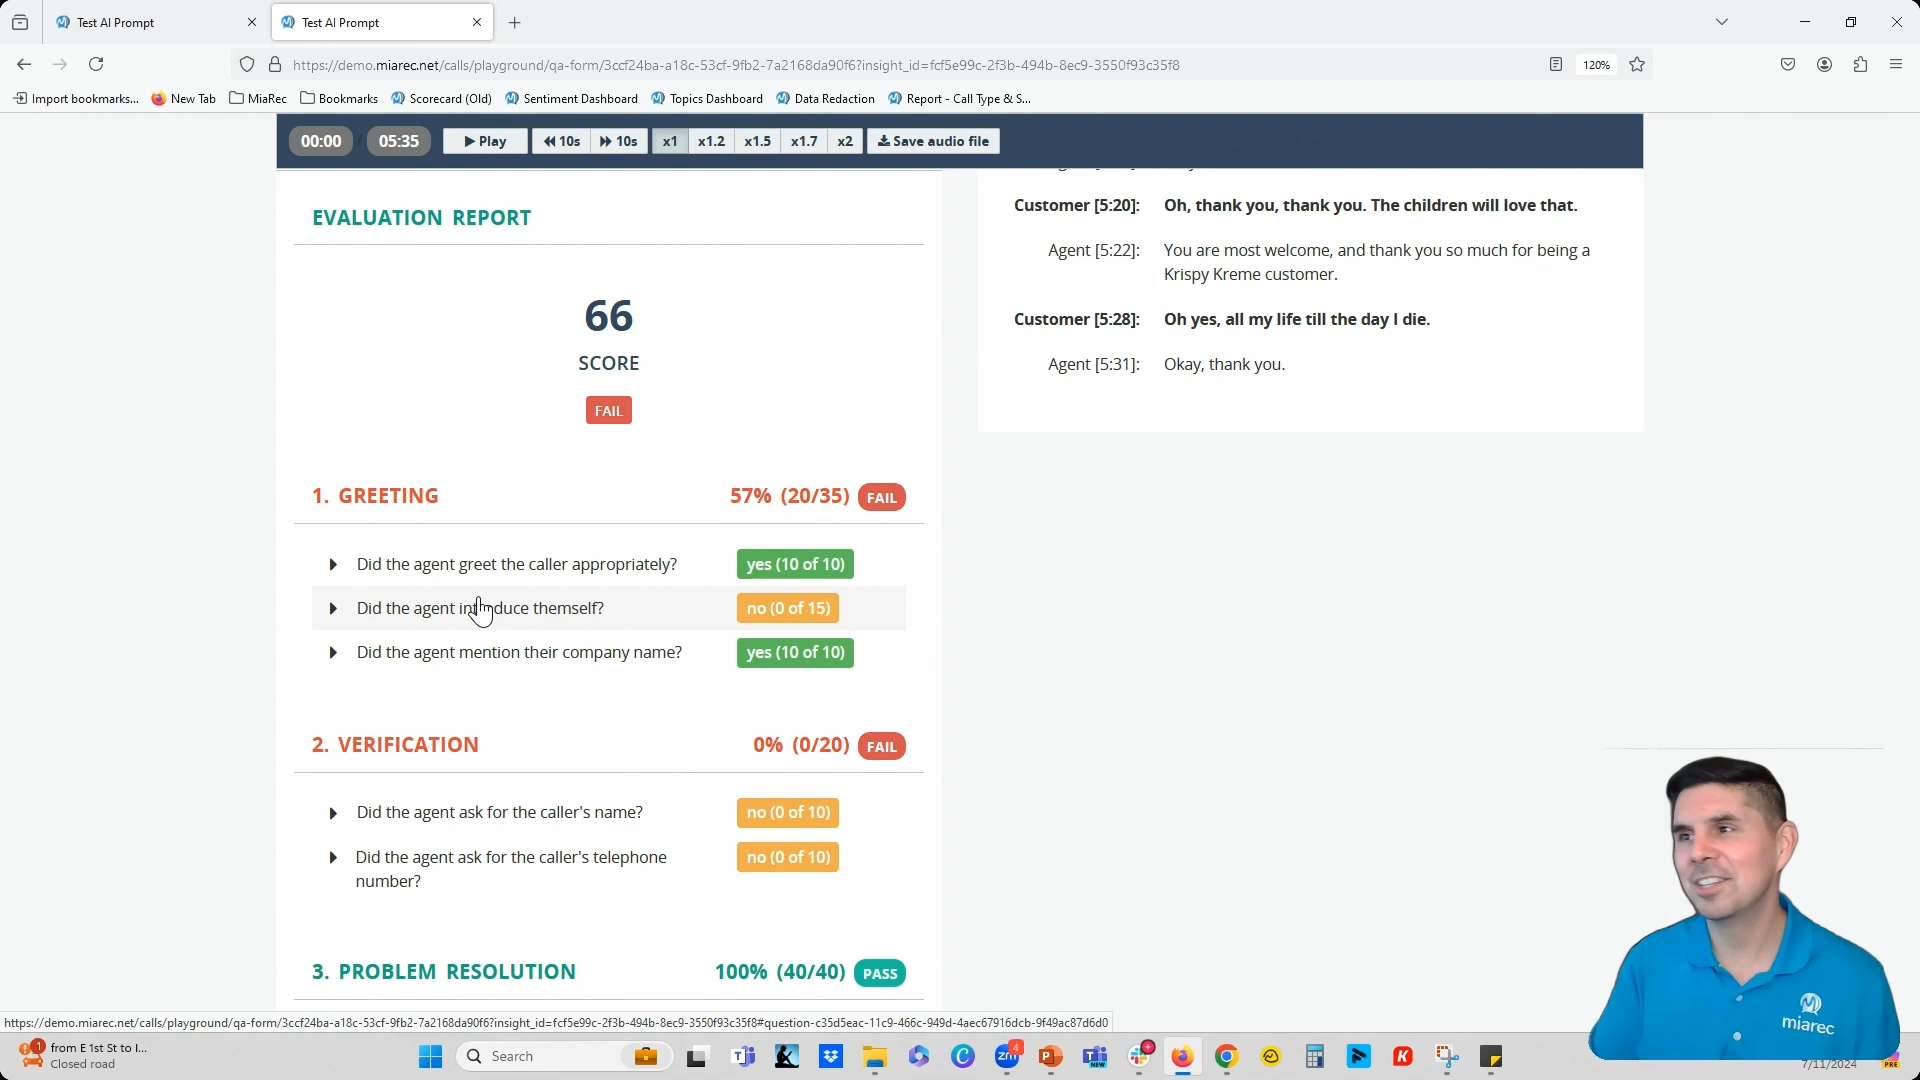 Test AI Prompt
Test AI Prompt
https://demo.miarec.net/calls/playground/qa-form/3ccf24ba-a18c-53cf-9fb2-7a2168da90f6?insight_id=fcf5e99c-2f3b-494b-8ec9-3550f93c35f8
120%
Import bookmarks... New Tab MiaRec Bookmarks Scorecard (Old) Sentiment Dashboard Topics Dashboard Data Redaction Report - Call Type & S...
00:00 / 05:35 Play 10s 10s x1 x1.2 x1.5 x1.7 x2 Save audio file
EVALUATION REPORT
66
SCORE
FAIL
1. GREETING 57% (20/35) FAIL
Did the agent greet the caller appropriately? yes (10 of 10)
Did the agent introduce themself? no (0 of 15)
Did the agent mention their company name? yes (10 of 10)
2. VERIFICATION 0% (0/20) FAIL
Did the agent ask for the caller's name? no (0 of 10)
Did the agent ask for the caller's telephone no (0 of 10)
number?
3. PROBLEM RESOLUTION 100% (40/40) PASS
Customer [5:20]: Oh, thank you, thank you. The children will love that.
Agent [5:22]: You are most welcome, and thank you so much for being a
Krispy Kreme customer.
Customer [5:28]: Oh yes, all my life till the day I die.
Agent [5:31]: Okay, thank you.
miarec
https://demo.miarec.net/calls/playground/qa-form/3ccf24ba-a18c-53cf-9fb2-7a2168da90f6?insight_id=fcf5e99c-2f3b-494b-8ec9-3550f93c35f8#question-c35d5eac-11c9-466c-949d-4aec67916dcb-9f49ac87d6d0
1
from E 1st St to I...
Closed road
Search
zm
4
NEW
7/11/2024
PRE